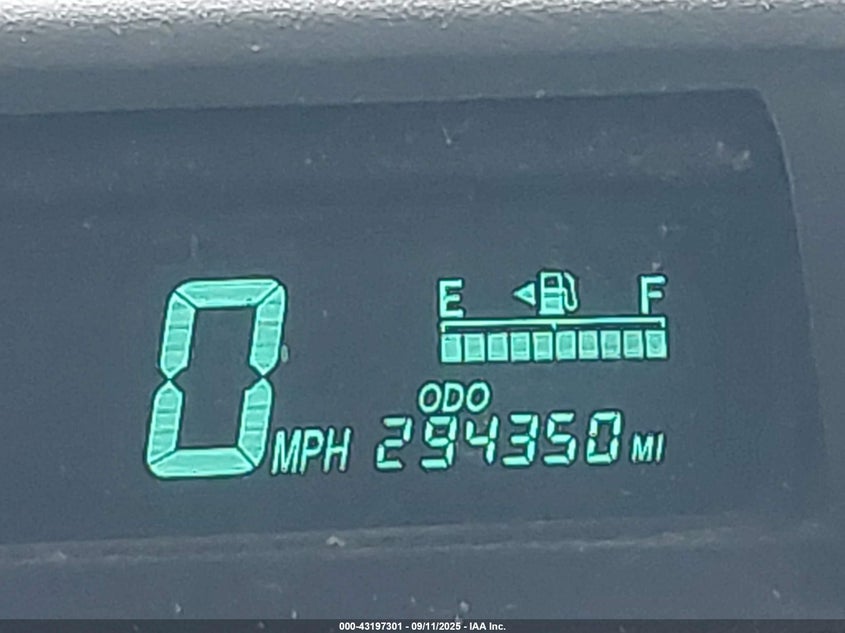 E F
ODO
0 MPH 294350 MI
000-43197301 - 09/11/2025 - IAA Inc.